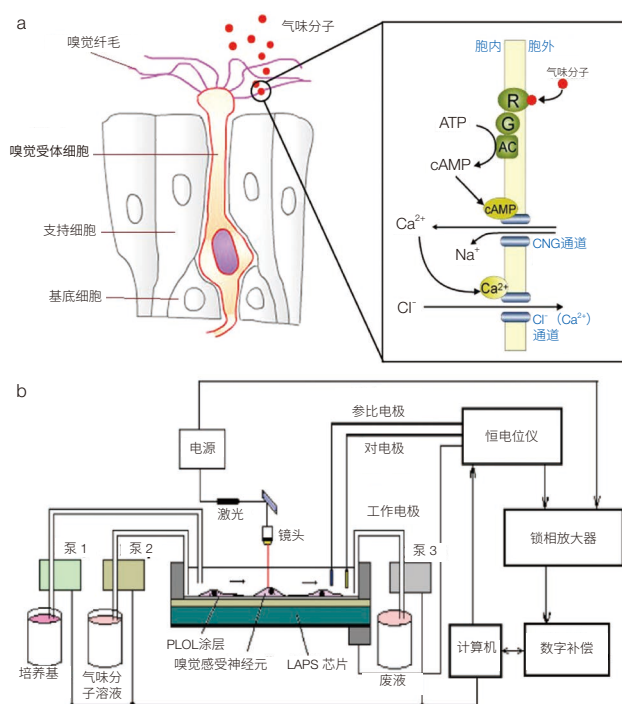 a
嗅觉纤毛
气味分子
嗅觉受体细胞
支持细胞
基底细胞
胞内
胞外
气味分子
R
G
AC
ATP
cAMP
cAMP
Ca²⁺
Na⁺
CNG通道
Ca²⁺
Cl⁻
Cl⁻（Ca²⁺）
通道
b
电源
激光
镜头
参比电极
对电极
工作电极
恒电位仪
锁相放大器
泵 1
泵 2
泵 3
培养基
气味分
子溶液
PLOL涂层
嗅觉感受神经元
LAPS 芯片
废液
计算机
数字补偿